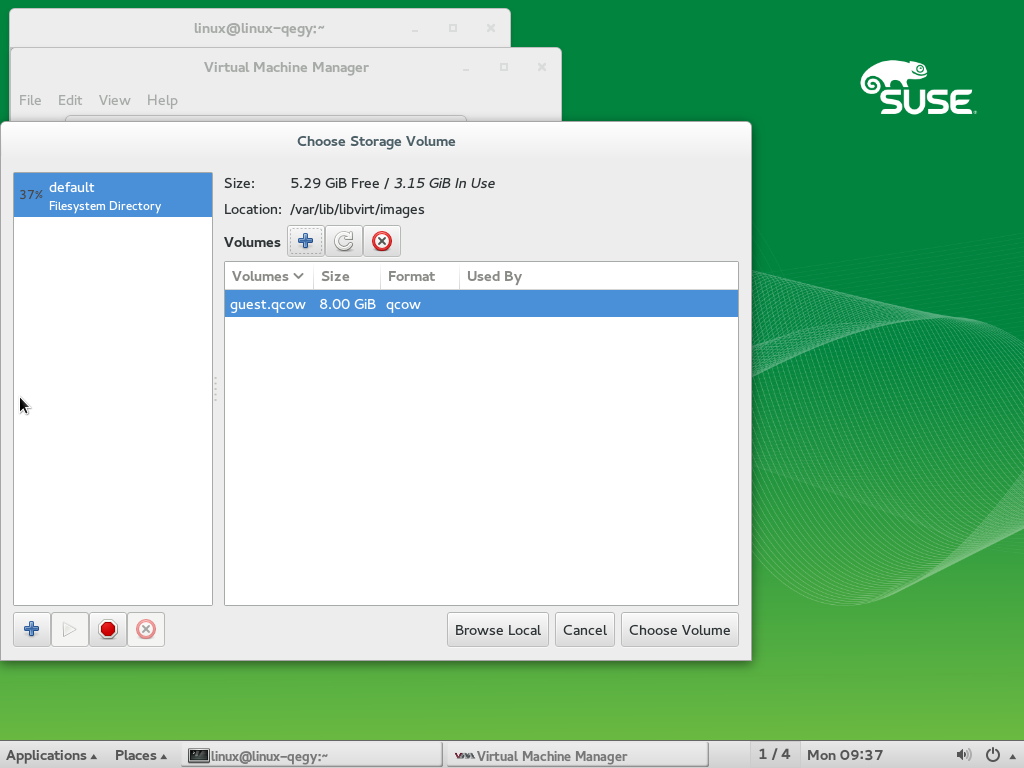 linux@linux-qegy:~
Virtual Machine Manager
File Edit View Help
SUSE
Choose Storage Volume
37% default
Filesystem Directory
Size: 5.29 GiB Free / 3.15 GiB In Use
Location: /var/lib/libvirt/images
Volumes
Volumes Size Format Used By
guest.qcow 8.00 GiB qcow
Browse Local Cancel Choose Volume
Applications Places linux@linux-qegy:~ Virtual Machine Manager 1 / 4 Mon 09:37